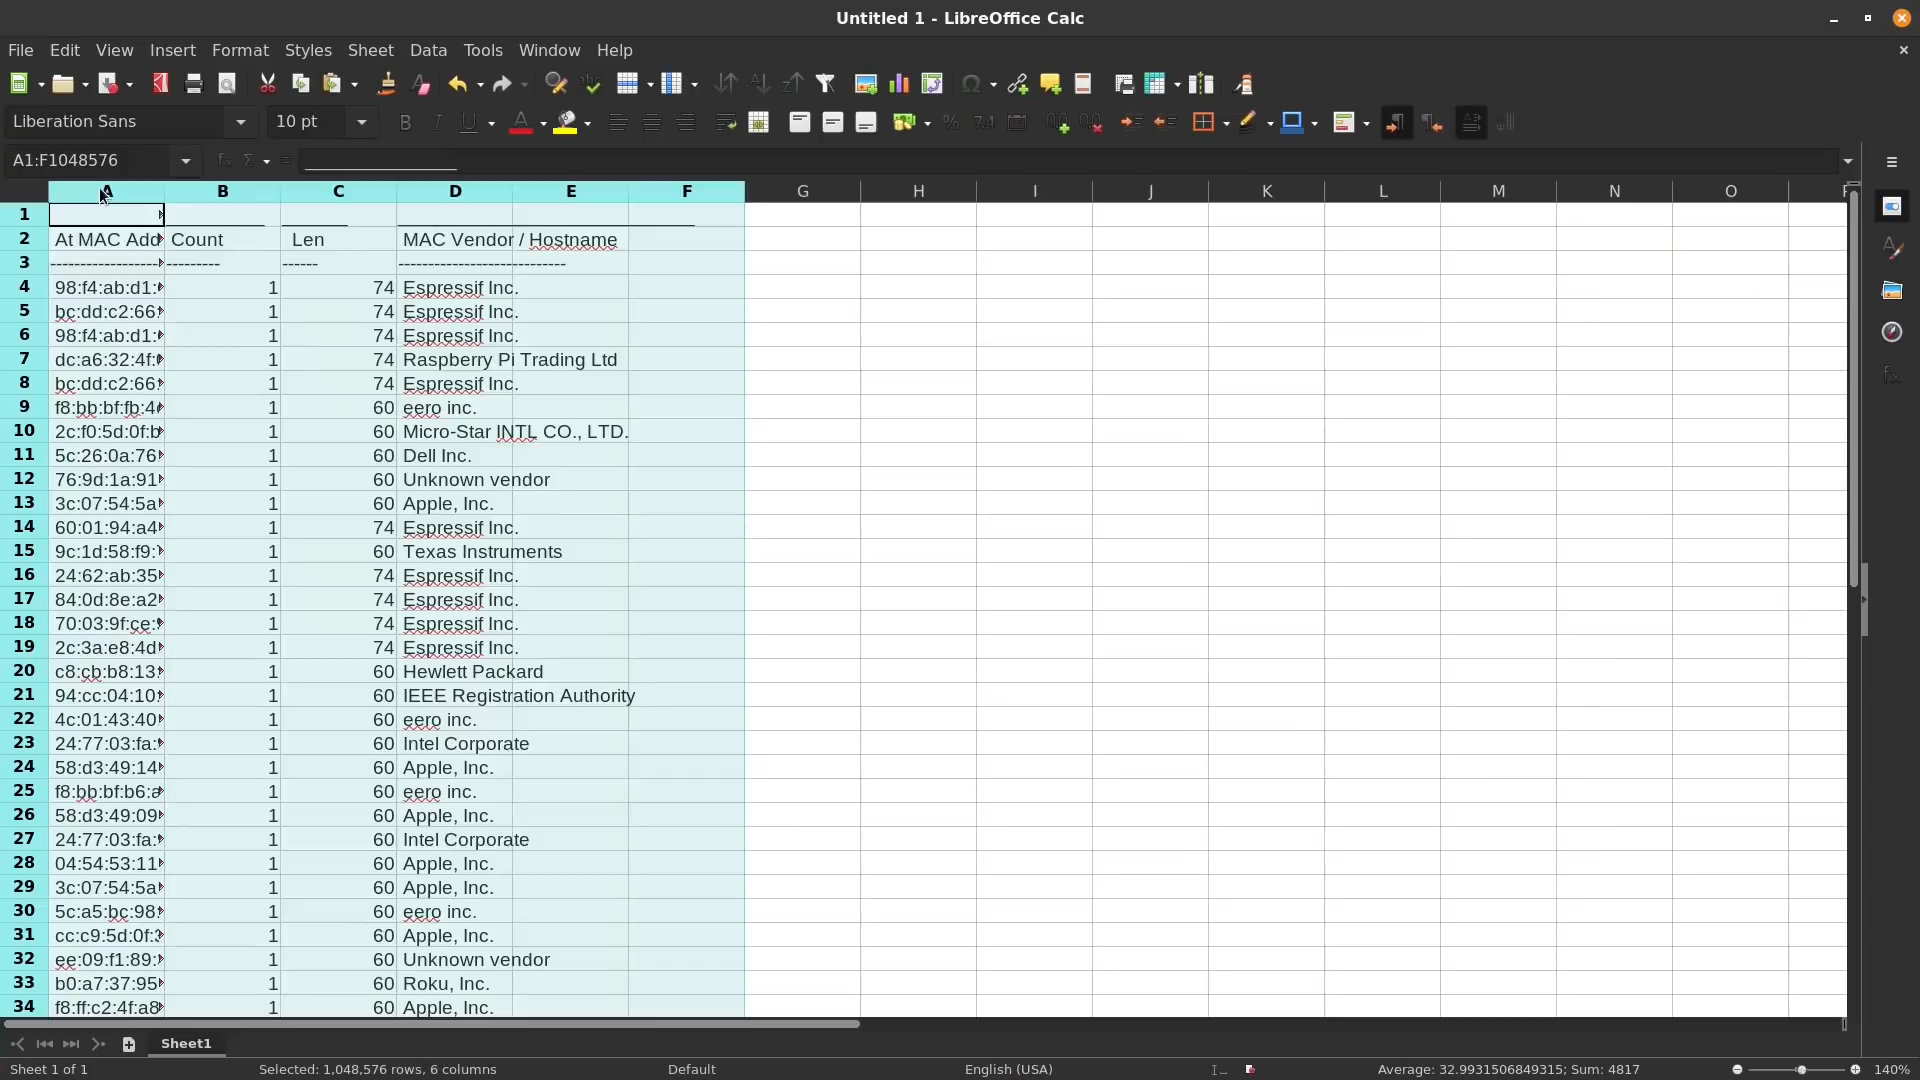 Untitled 1 - LibreOffice Calc
File Edit View Insert Format Styles Sheet Data Tools Window Help
Liberation Sans 10 pt
A1:F1048576
A B C D E F G H I J K L M N O
1
2 At MAC Add Count Len MAC Vendor / Hostname
3 ------------------ --------- ------ ----------------------------
4 98:f4:ab:d1: 1 74 Espressif Inc.
5 bc:dd:c2:66: 1 74 Espressif Inc.
6 98:f4:ab:d1: 1 74 Espressif Inc.
7 dc:a6:32:4f: 1 74 Raspberry Pi Trading Ltd
8 bc:dd:c2:66: 1 74 Espressif Inc.
9 f8:bb:bf:fb:4 1 60 eero inc.
10 2c:f0:5d:0f:b 1 60 Micro-Star INTL CO., LTD.
11 5c:26:0a:76 1 60 Dell Inc.
12 76:9d:1a:91 1 60 Unknown vendor
13 3c:07:54:5a 1 60 Apple, Inc.
14 60:01:94:a4 1 74 Espressif Inc.
15 9c:1d:58:f9: 1 60 Texas Instruments
16 24:62:ab:35 1 74 Espressif Inc.
17 84:0d:8e:a2 1 74 Espressif Inc.
18 70:03:9f:ce: 1 74 Espressif Inc.
19 2c:3a:e8:4d 1 74 Espressif Inc.
20 c8:cb:b8:13: 1 60 Hewlett Packard
21 94:cc:04:10: 1 60 IEEE Registration Authority
22 4c:01:43:40 1 60 eero inc.
23 24:77:03:fa: 1 60 Intel Corporate
24 58:d3:49:14 1 60 Apple, Inc.
25 f8:bb:bf:b6:a 1 60 eero inc.
26 58:d3:49:09 1 60 Apple, Inc.
27 24:77:03:fa: 1 60 Intel Corporate
28 04:54:53:11 1 60 Apple, Inc.
29 3c:07:54:5a 1 60 Apple, Inc.
30 5c:a5:bc:98: 1 60 eero inc.
31 cc:c9:5d:0f: 1 60 Apple, Inc.
32 ee:09:f1:89: 1 60 Unknown vendor
33 b0:a7:37:95 1 60 Roku, Inc.
34 f8:ff:c2:4f:a8 1 60 Apple, Inc.
Sheet1
Sheet 1 of 1 Selected: 1,048,576 rows, 6 columns Default English (USA) Average: 32.9931506849315; Sum: 4817 140%